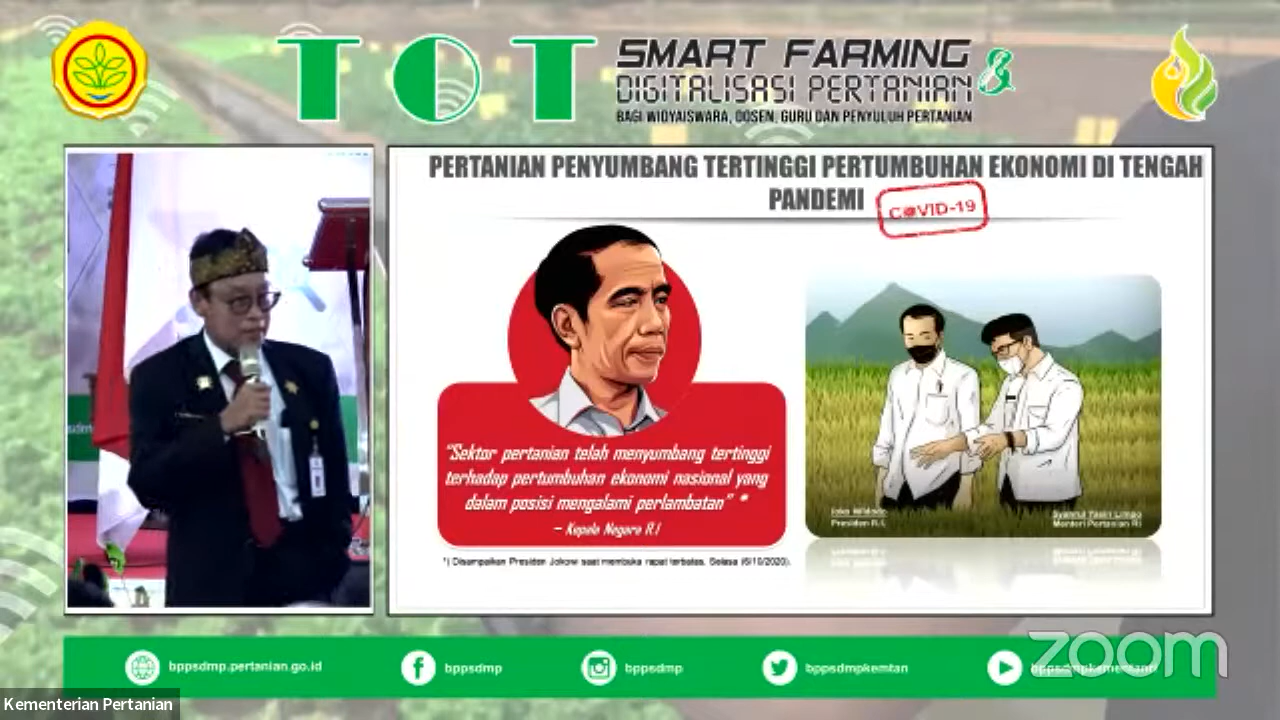 TOT
SMART FARMING &
DIGITALISASI PERTANIAN
BAGI WIDYAISWARA, DOSEN, GURU DAN PENYULUH PERTANIAN
PERTANIAN PENYUMBANG TERTINGGI PERTUMBUHAN EKONOMI DI TENGAH
PANDEMI
COVID-19
"Sektor pertanian telah menyumbang tertinggi
terhadap pertumbuhan ekonomi nasional yang
dalam posisi mengalami perlambatan" *
– Kepala Negara R.I
*) Disampaikan Presiden Jokowi saat membuka rapat terbatas, Selasa (6/10/2020).
Joko Widodo
Presiden R.I.
Syahrul Yasin Limpo
Menteri Pertanian RI
bppsdmp.pertanian.go.id
bppsdmp
bppsdmp
bppsdmpkemtan
zoom
Kementerian Pertanian